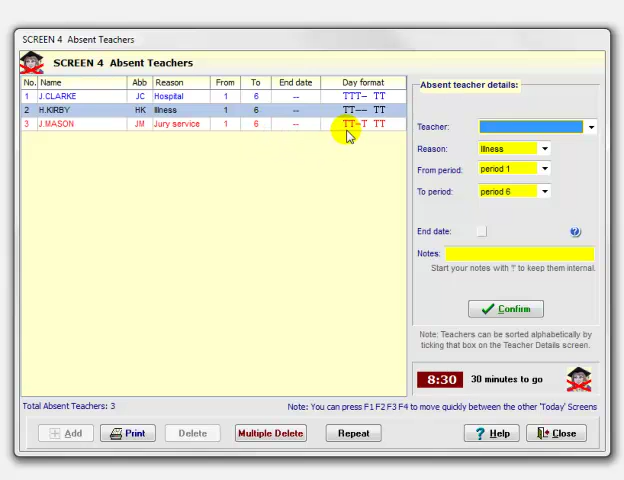 SCREEN 4 Absent Teachers
SCREEN 4 Absent Teachers
No. Name Abb Reason From To End date Day format
1 J.CLARKE JC Hospital 1 6 -- TTT- TT
2 H.KIRBY HK Illness 1 6 -- TT-- TT
3 J.MASON JM Jury service 1 6 -- TT-T TT
Absent teacher details:
Teacher:
Reason: Illness
From period: period 1
To period: period 6
End date:
Notes:
Start your notes with '!' to keep them internal.
Confirm
Note: Teachers can be sorted alphabetically by
ticking that box on the Teacher Details screen.
8:30 30 minutes to go
Total Absent Teachers: 3
Note: You can press F1 F2 F3 F4 to move quickly between the other 'Today' Screens
Add Print Delete Multiple Delete Repeat ? Help Close